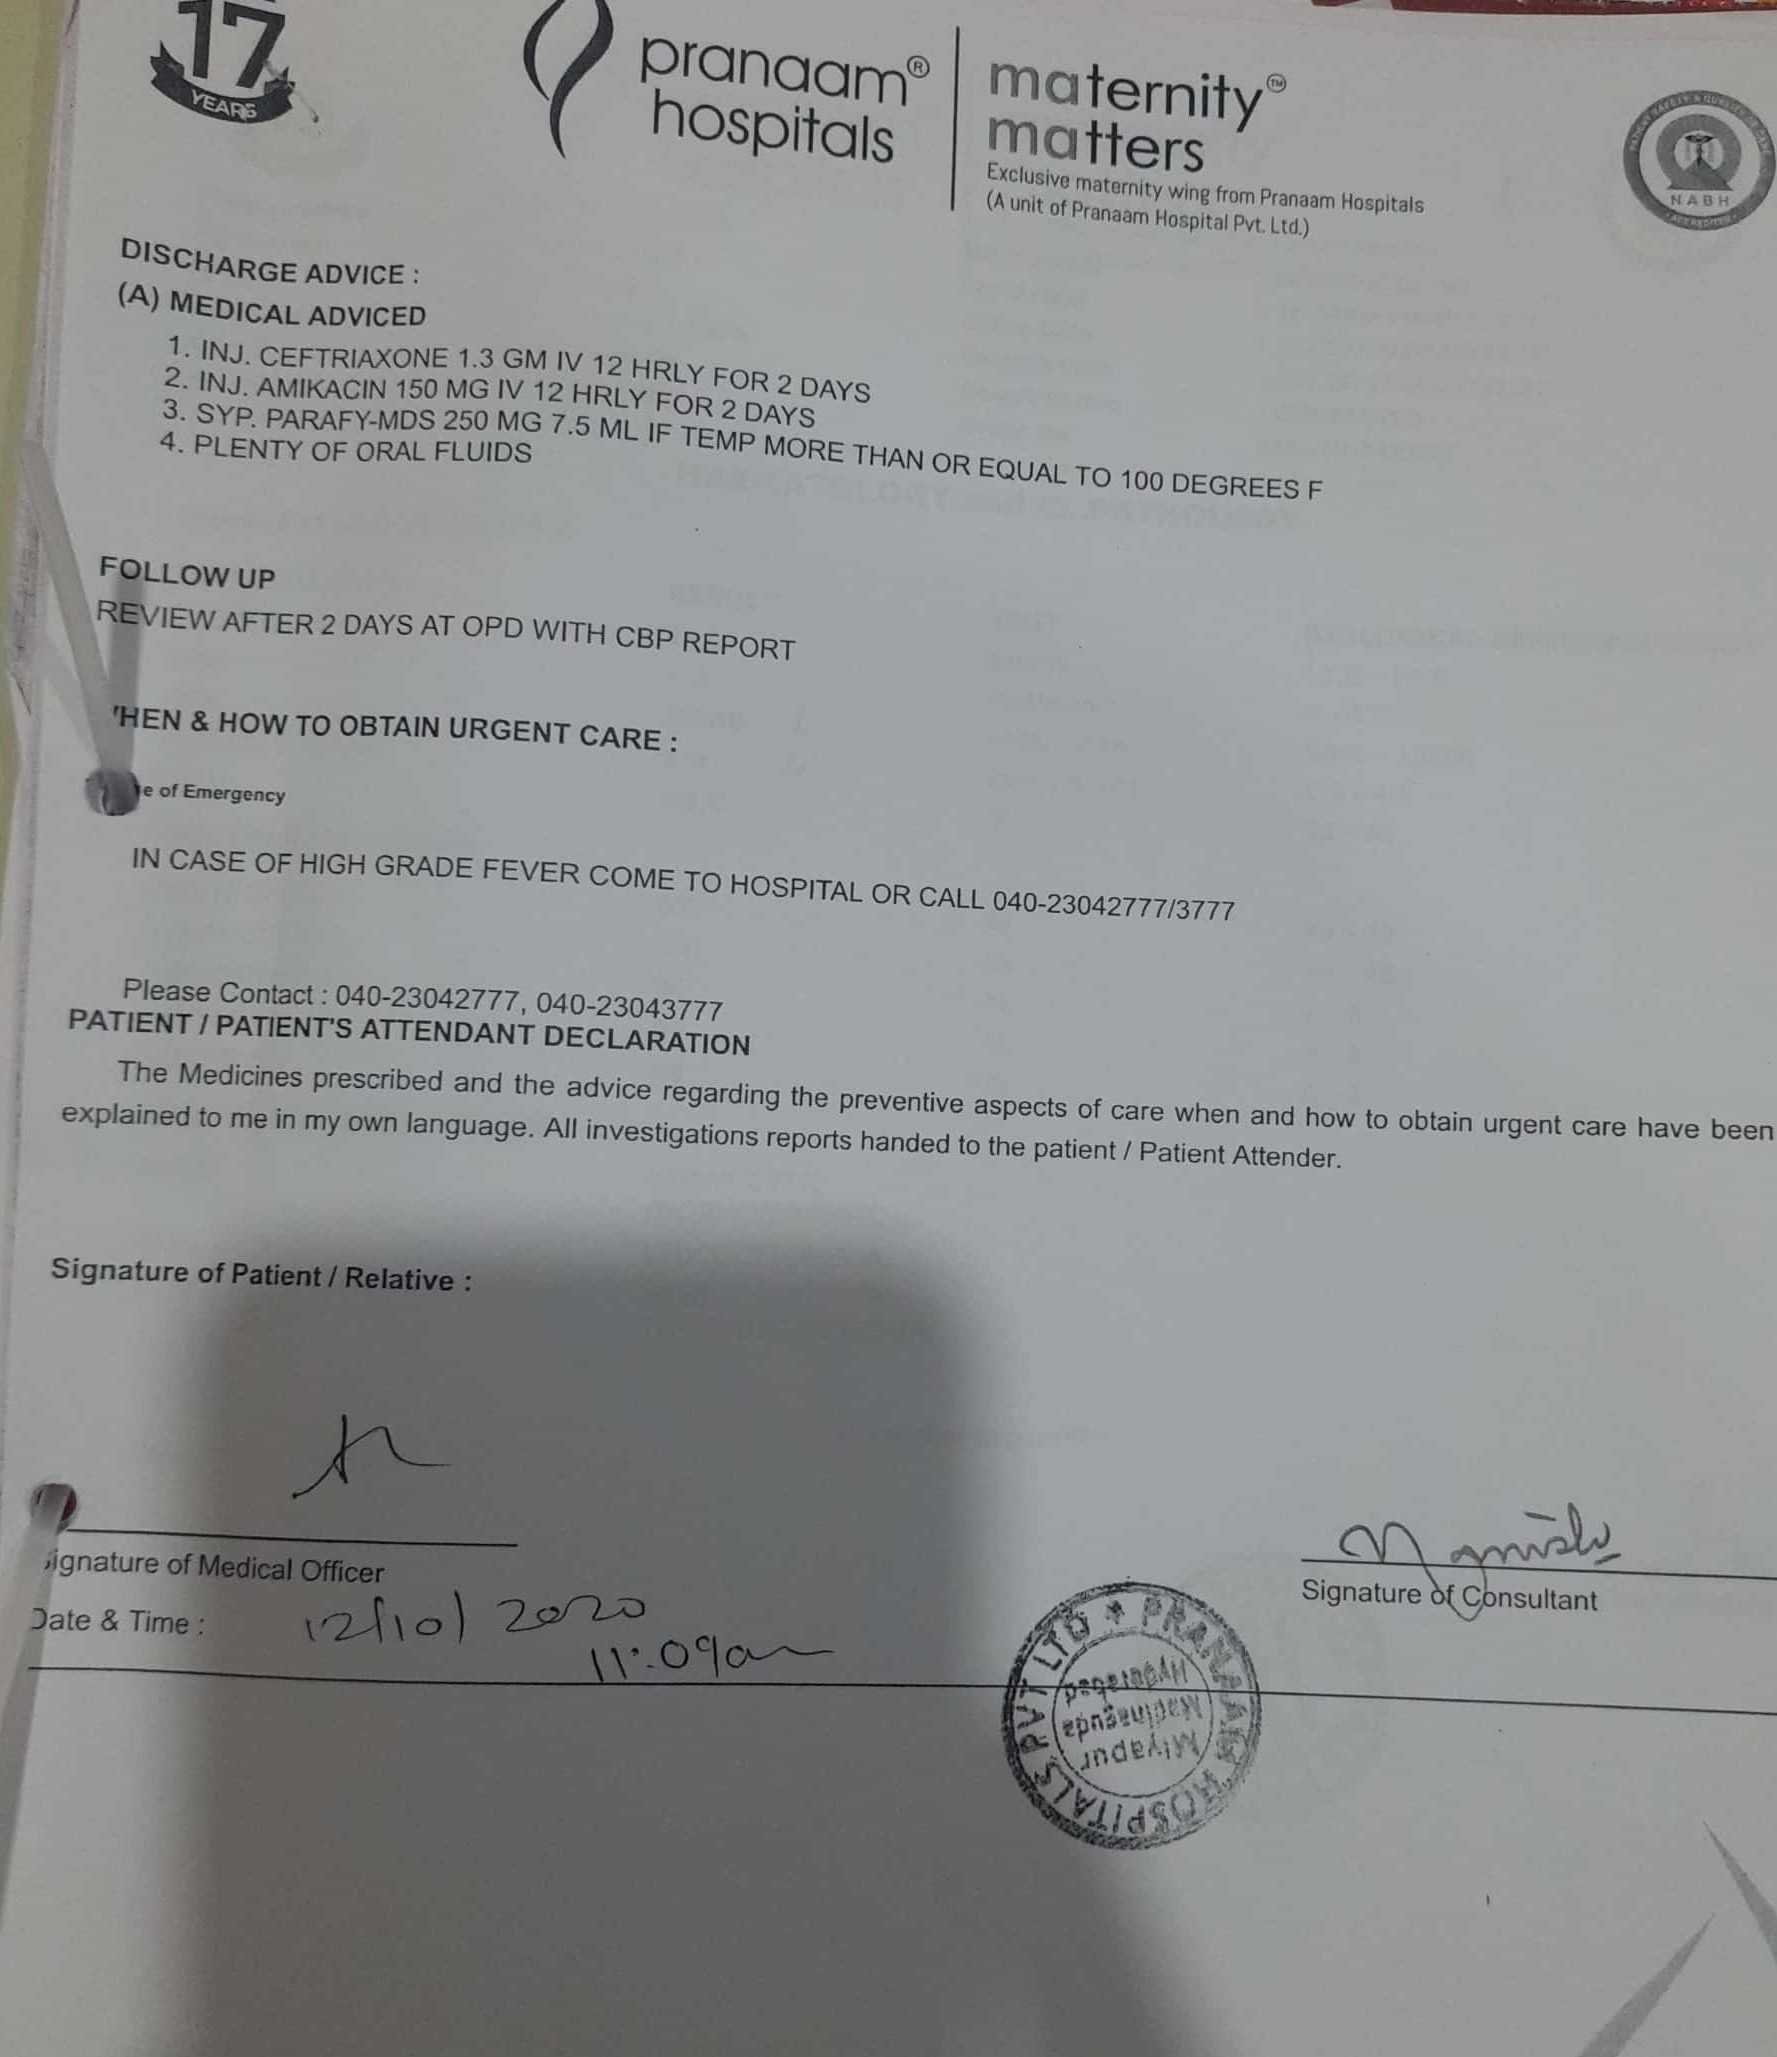 17
YEARS
pranaam®
hospitals
maternity™
matters
Exclusive maternity wing from Pranaam Hospitals
(A unit of Pranaam Hospital Pvt. Ltd.)
NABH
DISCHARGE ADVICE :
(A) MEDICAL ADVICED
1. INJ. CEFTRIAXONE 1.3 GM IV 12 HRLY FOR 2 DAYS
2. INJ. AMIKACIN 150 MG IV 12 HRLY FOR 2 DAYS
3. SYP. PARAFY-MDS 250 MG 7.5 ML IF TEMP MORE THAN OR EQUAL TO 100 DEGREES F
4. PLENTY OF ORAL FLUIDS
FOLLOW UP
REVIEW AFTER 2 DAYS AT OPD WITH CBP REPORT
HEN & HOW TO OBTAIN URGENT CARE :
e of Emergency
IN CASE OF HIGH GRADE FEVER COME TO HOSPITAL OR CALL 040-23042777/3777
Please Contact : 040-23042777, 040-23043777
PATIENT / PATIENT'S ATTENDANT DECLARATION
The Medicines prescribed and the advice regarding the preventive aspects of care when and how to obtain urgent care have been
explained to me in my own language. All investigations reports handed to the patient / Patient Attender.
Signature of Patient / Relative :
ignature of Medical Officer
Signature of Consultant
Date & Time : 12/10/2020
11:09am
PRANAAM HOSPITALS PVT LTD
Miyapur
Madinaguda
Hyderabad